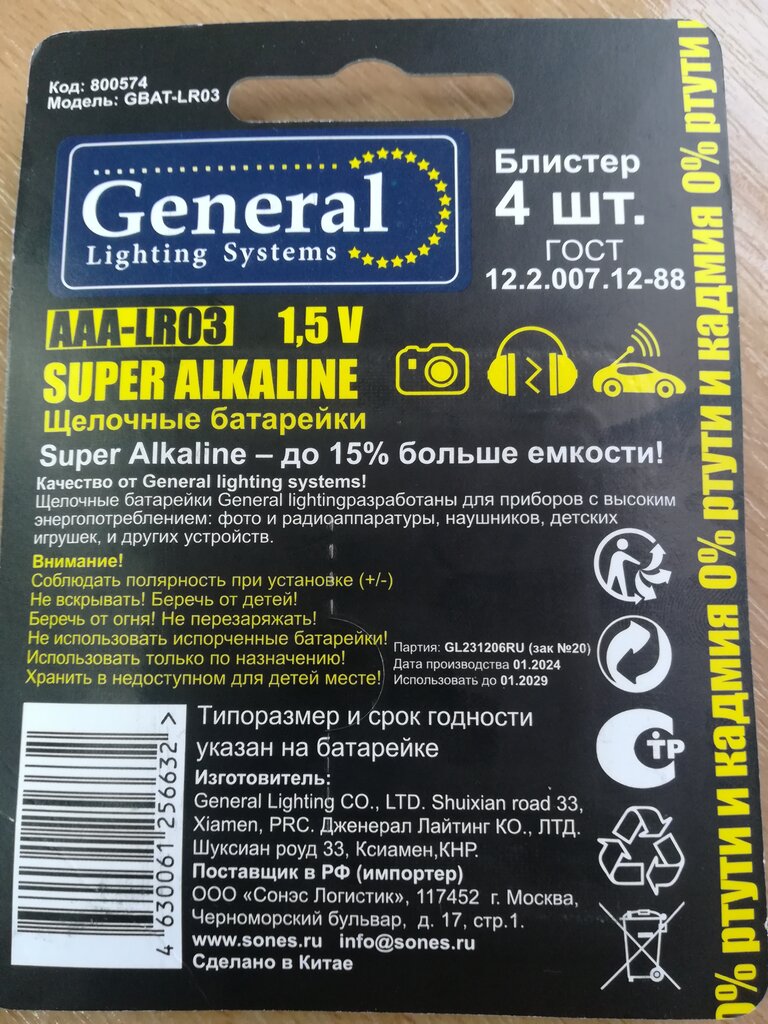 Код: 800574
Модель: GBAT-LR03
General
Lighting Systems
Блистер
4 шт.
ГОСТ
12.2.007.12-88
AAA-LR03 1,5 V
SUPER ALKALINE
Щелочные батарейки
Super Alkaline – до 15% больше емкости!
Качество от General lighting systems!
Щелочные батарейки General lightingразработаны для приборов с высоким
энергопотреблением: фото и радиоаппаратуры, наушников, детских
игрушек, и других устройств.
Внимание!
Соблюдать полярность при установке (+/-)
Не вскрывать! Беречь от детей!
Беречь от огня! Не перезаряжать!
Не использовать испорченные батарейки!
Использовать только по назначению!
Хранить в недоступном для детей месте!
Партия: GL231206RU (зак №20)
Дата производства 01.2024
Использовать до 01.2029
Типоразмер и срок годности
указан на батарейке
Изготовитель:
General Lighting CO., LTD. Shuixian road 33,
Xiamen, PRC. Дженерал Лайтинг КО., ЛТД.
Шуксиан роуд 33, Ксиамен,КНР.
Поставщик в РФ (импортер)
ООО «Сонэс Логистик», 117452 г. Москва,
Черноморский бульвар, д. 17, стр.1.
www.sones.ru info@sones.ru
Сделано в Китае
4 630061 256632 >
СТР
0% ртути и кадмия 0% ртути и кадмия 0% ртути и